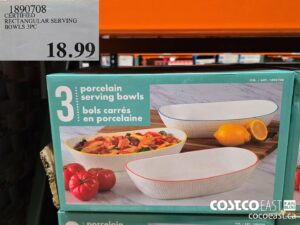 1890708
CERTIFIED
RECTANGULAR SERVING
BOWLS 3PC
18.99
3
porcelain
serving bowls
bols carrés
en porcelaine
COSTCO EAST
cocoeast.ca